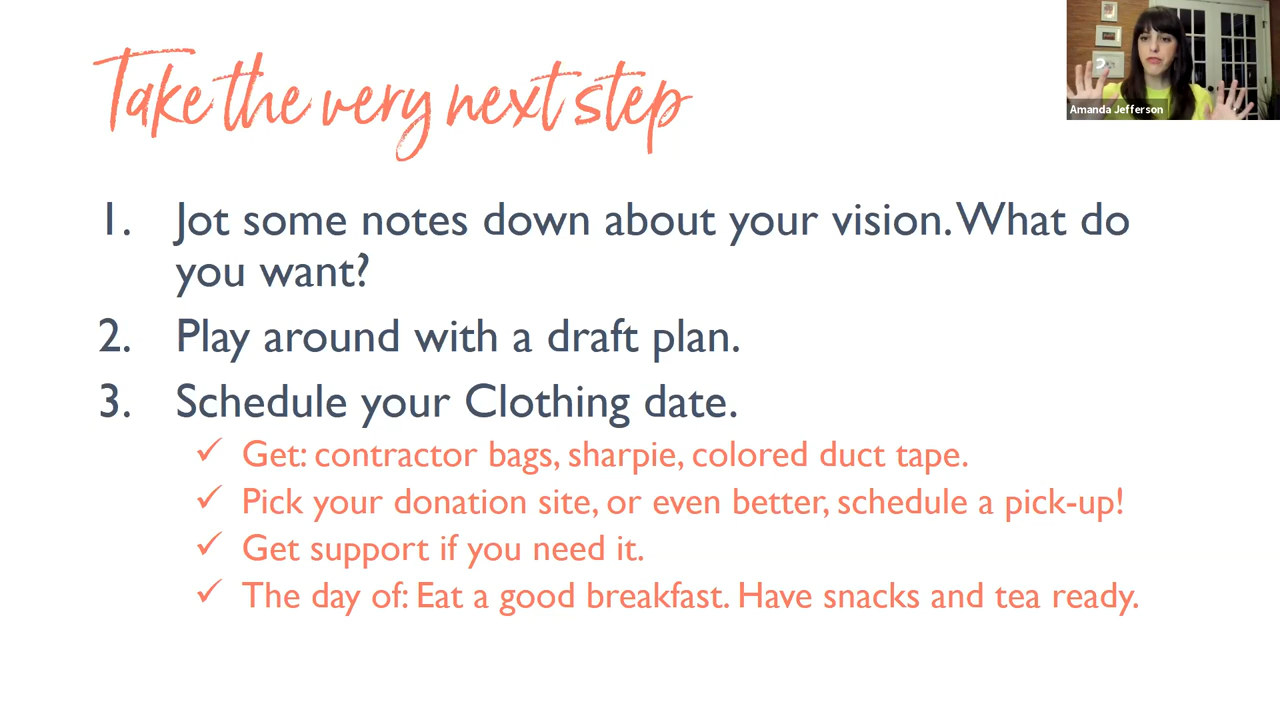 Take the very next step
Amanda Jefferson
1. Jot some notes down about your vision. What do
you want?
2. Play around with a draft plan.
3. Schedule your Clothing date.
✓ Get: contractor bags, sharpie, colored duct tape.
✓ Pick your donation site, or even better, schedule a pick-up!
✓ Get support if you need it.
✓ The day of: Eat a good breakfast. Have snacks and tea ready.